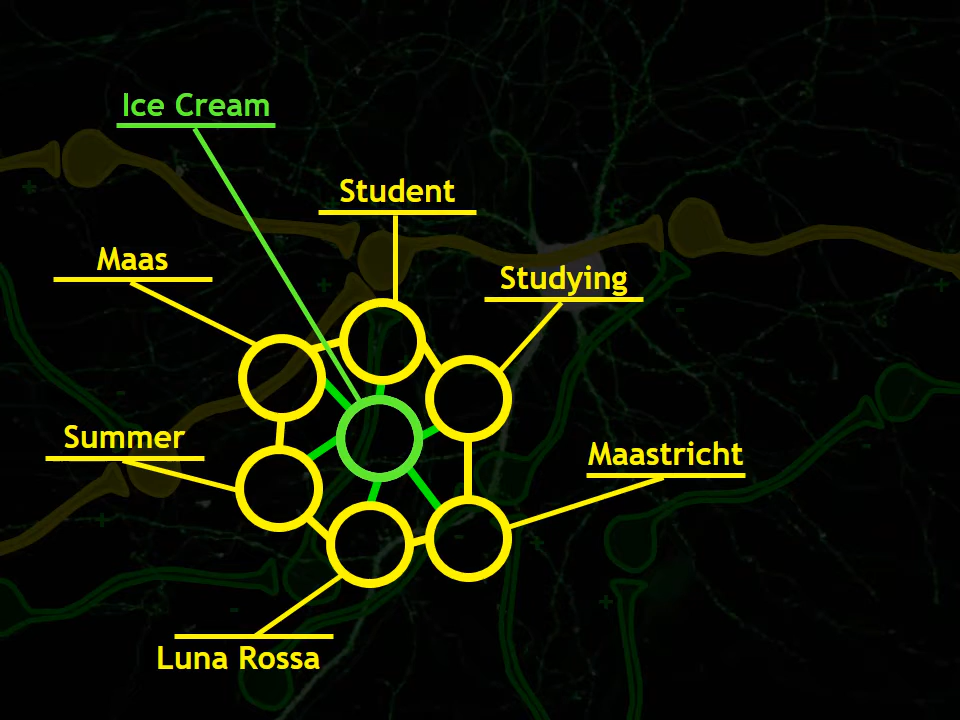 Ice Cream
Student
Maas
Studying
Summer
Maastricht
Luna Rossa